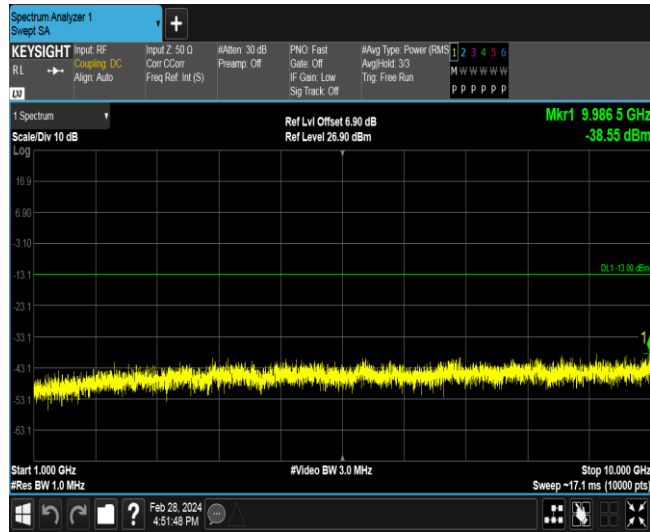 Spectrum Analyzer 1
Swept SA
+
KEYSIGHT Input: RF Input Z: 50 Ω #Atten: 30 dB PNO: Fast #Avg Type: Power (RMS 1 2 3 4 5 6
RL Coupling: DC Corr CCorr Preamp: Off Gate: Off Avg|Hold: 3/3 M W W W W W
Align: Auto Freq Ref: Int (S) IF Gain: Low Trig: Free Run
LXI Sig Track: Off P P P P P P
1 Spectrum Ref Lvl Offset 6.90 dB Mkr1 9.986 5 GHz
Scale/Div 10 dB Ref Level 26.90 dBm -38.55 dBm
Log
16.9
6.90
-3.10
-13.1 DL1 -13.00 dBm
-23.1
-33.1 1
-43.1
-53.1
-63.1
Start 1.000 GHz #Video BW 3.0 MHz Stop 10.000 GHz
#Res BW 1.0 MHz Sweep ~17.1 ms (10000 pts)
? Feb 28, 2024
4:51:48 PM